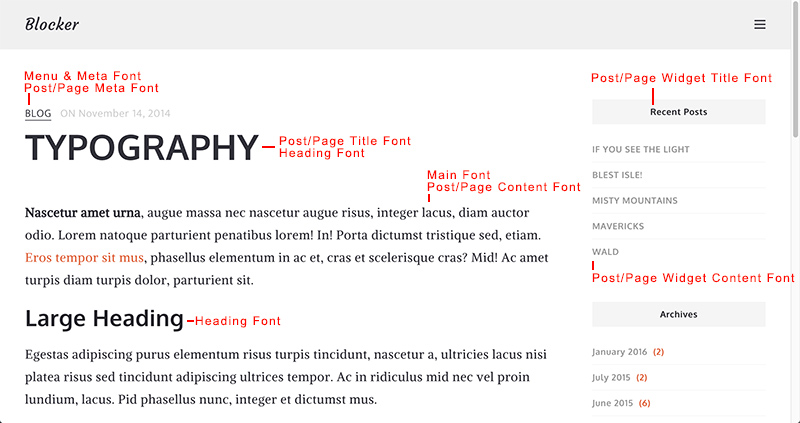 Blocker
Menu & Meta Font
Post/Page Meta Font
BLOG ON November 14, 2014
TYPOGRAPHY
Post/Page Title Font
Heading Font
Main Font
Post/Page Content Font
Nascetur amet urna, augue massa nec nascetur augue risus, integer lacus, diam auctor
odio. Lorem natoque parturient penatibus lorem! In! Porta dictumst tristique sed, etiam.
Eros tempor sit mus, phasellus elementum in ac et, cras et scelerisque cras? Mid! Ac amet
turpis diam turpis dolor, parturient sit.
Large Heading
Heading Font
Egestas adipiscing purus elementum risus turpis tincidunt, nascetur a, ultricies lacus nisi
platea risus sed tincidunt adipiscing ultrices tempor. Ac in ridiculus mid nec vel proin
lundium, lacus. Pid phasellus nunc, integer et dictumst mus.
Post/Page Widget Title Font
Recent Posts
IF YOU SEE THE LIGHT
BLEST ISLE!
MISTY MOUNTAINS
MAVERICKS
WALD
Post/Page Widget Content Font
Archives
January 2016 (2)
July 2015 (2)
June 2015 (6)